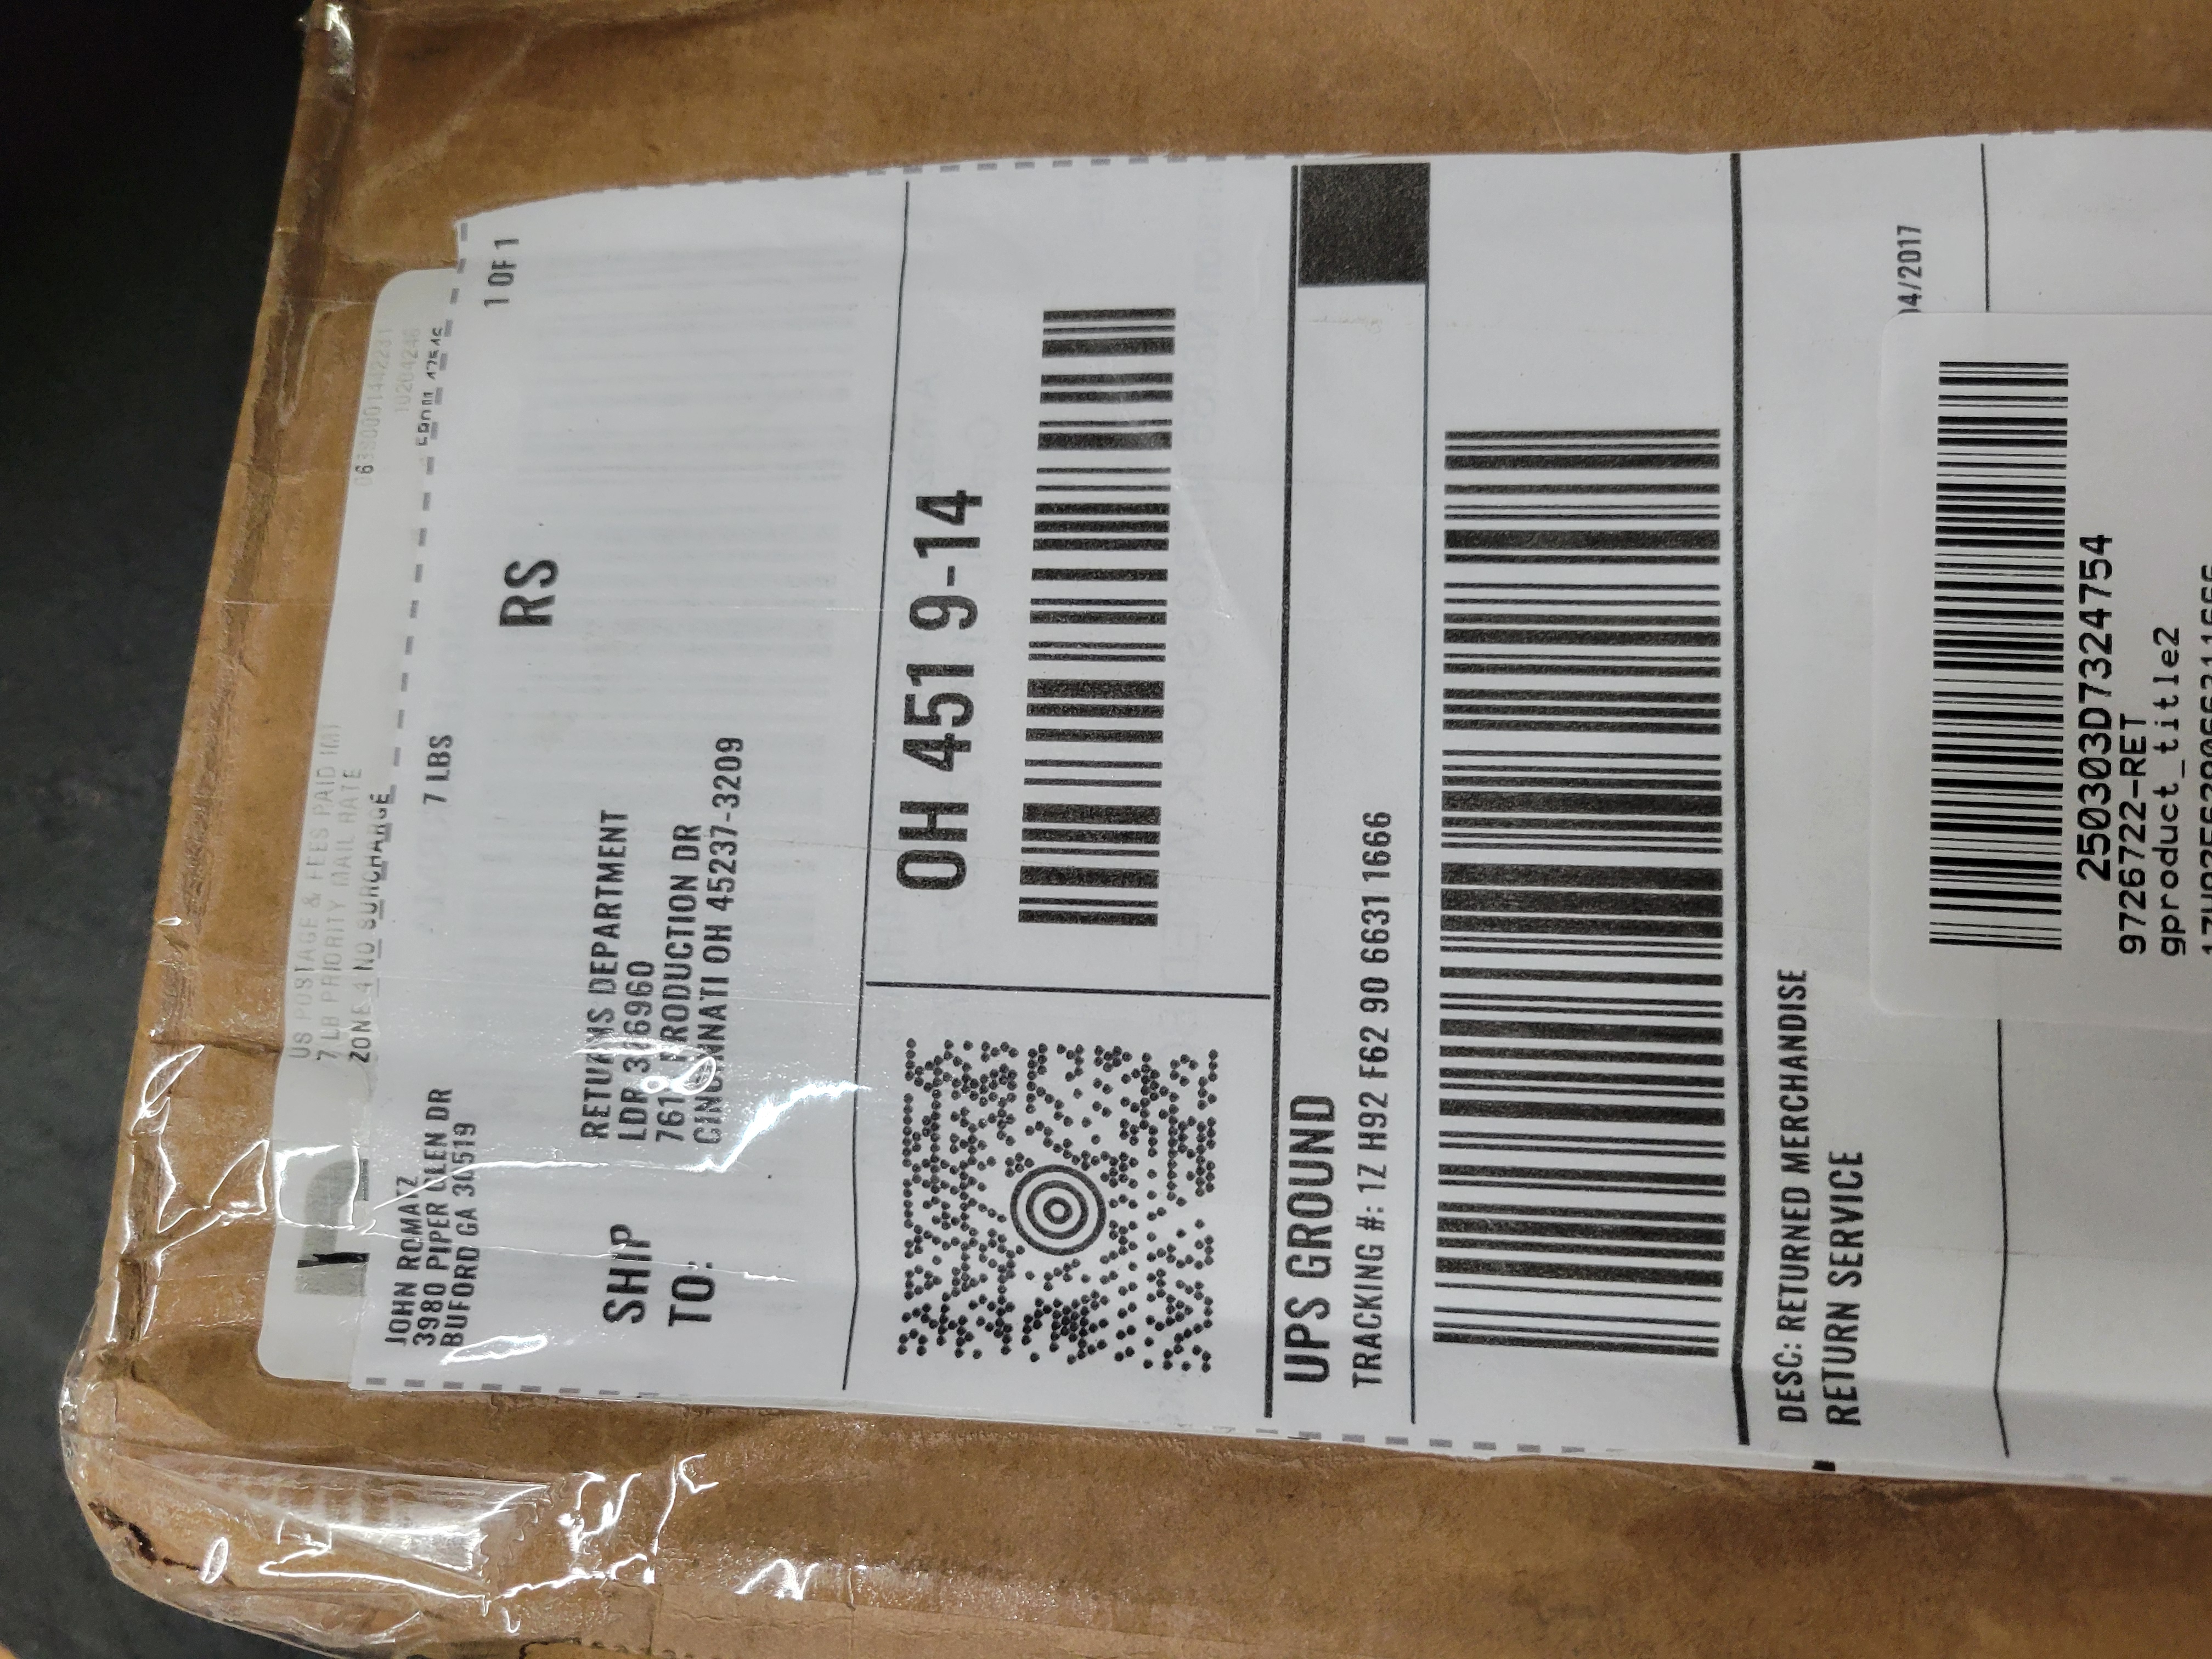 US POSTAGE & FEES PAID IMI
7 LB PRIORITY MAIL RATE
ZONE 4 NO SURCHARGE
JOHN ROMATZ
3980 PIPER GLEN DR
BUFORD GA 30519
7 LBS
1 OF 1
RS
SHIP
TO:
RETURNS DEPARTMENT
LDR
PRODUCTION DR
CINCINNATI OH 45237-3209
OH 451 9-14
UPS GROUND
TRACKING #: 1Z H92 F62 90 6631 1666
DESC: RETURNED MERCHANDISE
RETURN SERVICE
04/2017
250303D7324754
9726722-RET
gproduct_title2